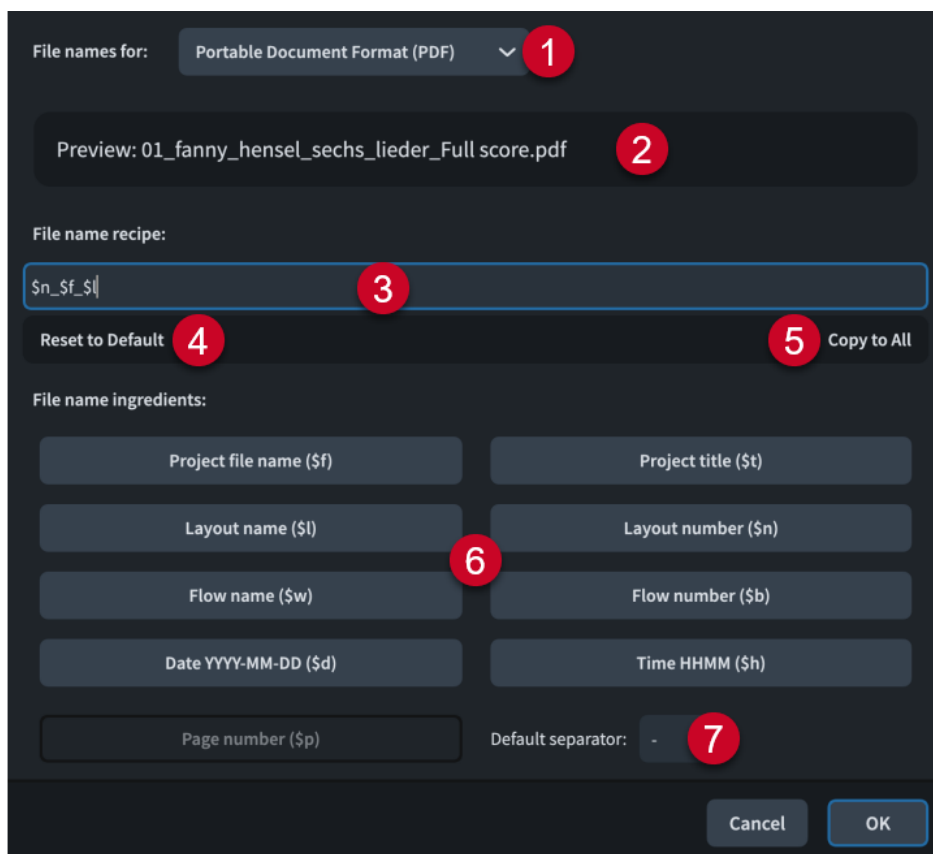 File names for: Portable Document Format (PDF) 1
Preview: 01_fanny_hensel_sechs_lieder_Full score.pdf 2
File name recipe:
$n_$f_$l 3
Reset to Default 4 5 Copy to All
File name ingredients:
Project file name ($f) Project title ($t)
Layout name ($l) Layout number ($n)
6
Flow name ($w) Flow number ($b)
Date YYYY-MM-DD ($d) Time HHMM ($h)
Page number ($p) Default separator: - 7
Cancel OK